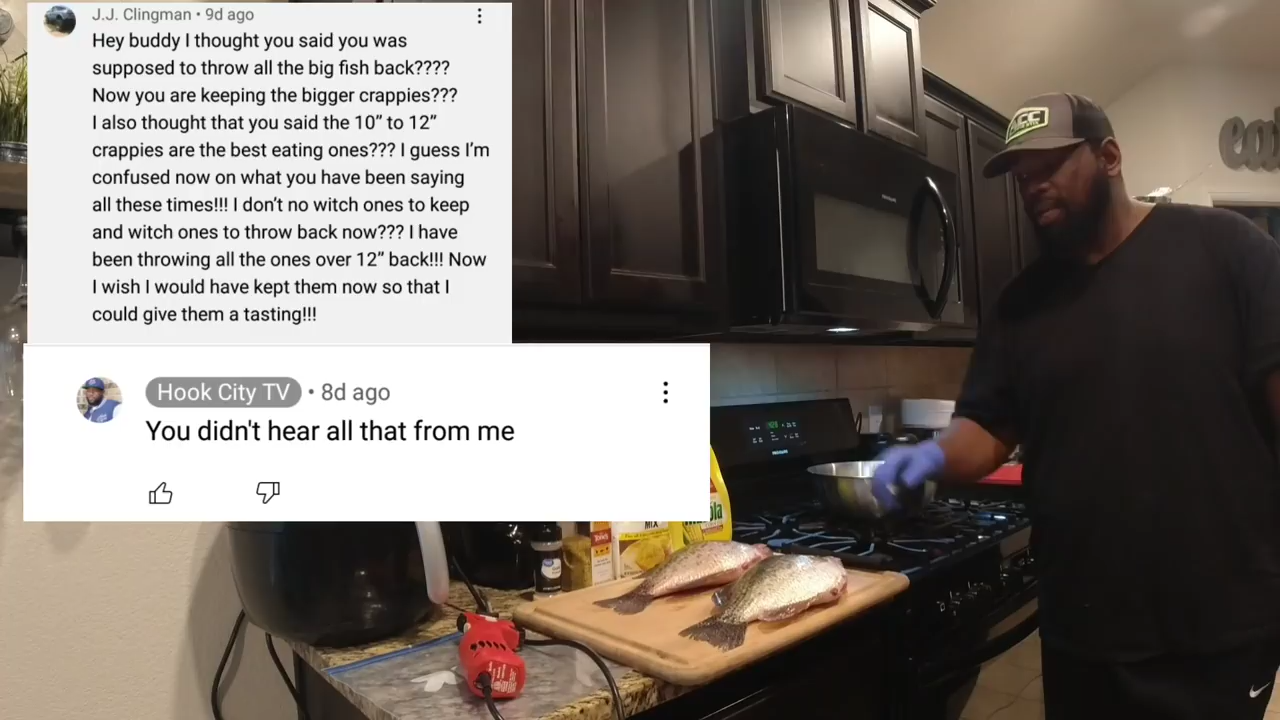 J.J. Clingman • 9d ago
Hey buddy I thought you said you was
supposed to throw all the big fish back????
Now you are keeping the bigger crappies???
I also thought that you said the 10” to 12”
crappies are the best eating ones??? I guess I’m
confused now on what you have been saying
all these times!!! I don’t no witch ones to keep
and witch ones to throw back now??? I have
been throwing all the ones over 12” back!!! Now
I wish I would have kept them now so that I
could give them a tasting!!!
Hook City TV • 8d ago
You didn't hear all that from me
MIX